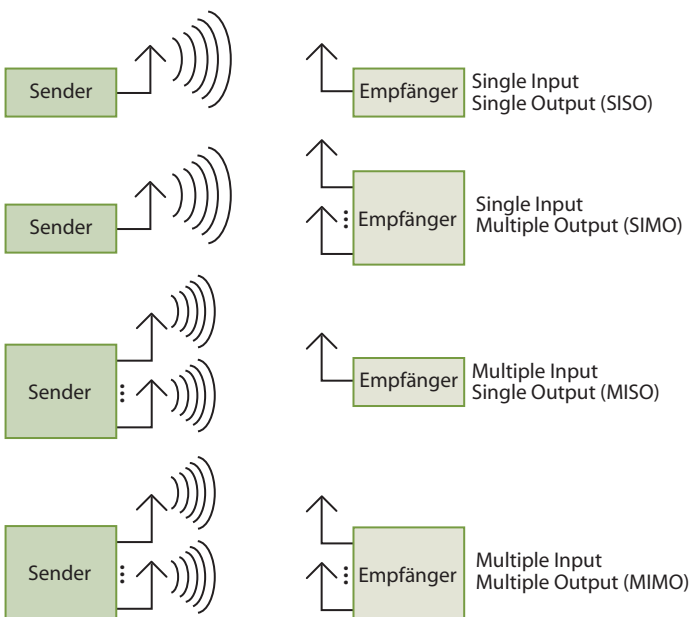 Sender
Empfänger
Single Input
Single Output (SISO)
Sender
Empfänger
Single Input
Multiple Output (SIMO)
Sender
Empfänger
Multiple Input
Single Output (MISO)
Sender
Empfänger
Multiple Input
Multiple Output (MIMO)